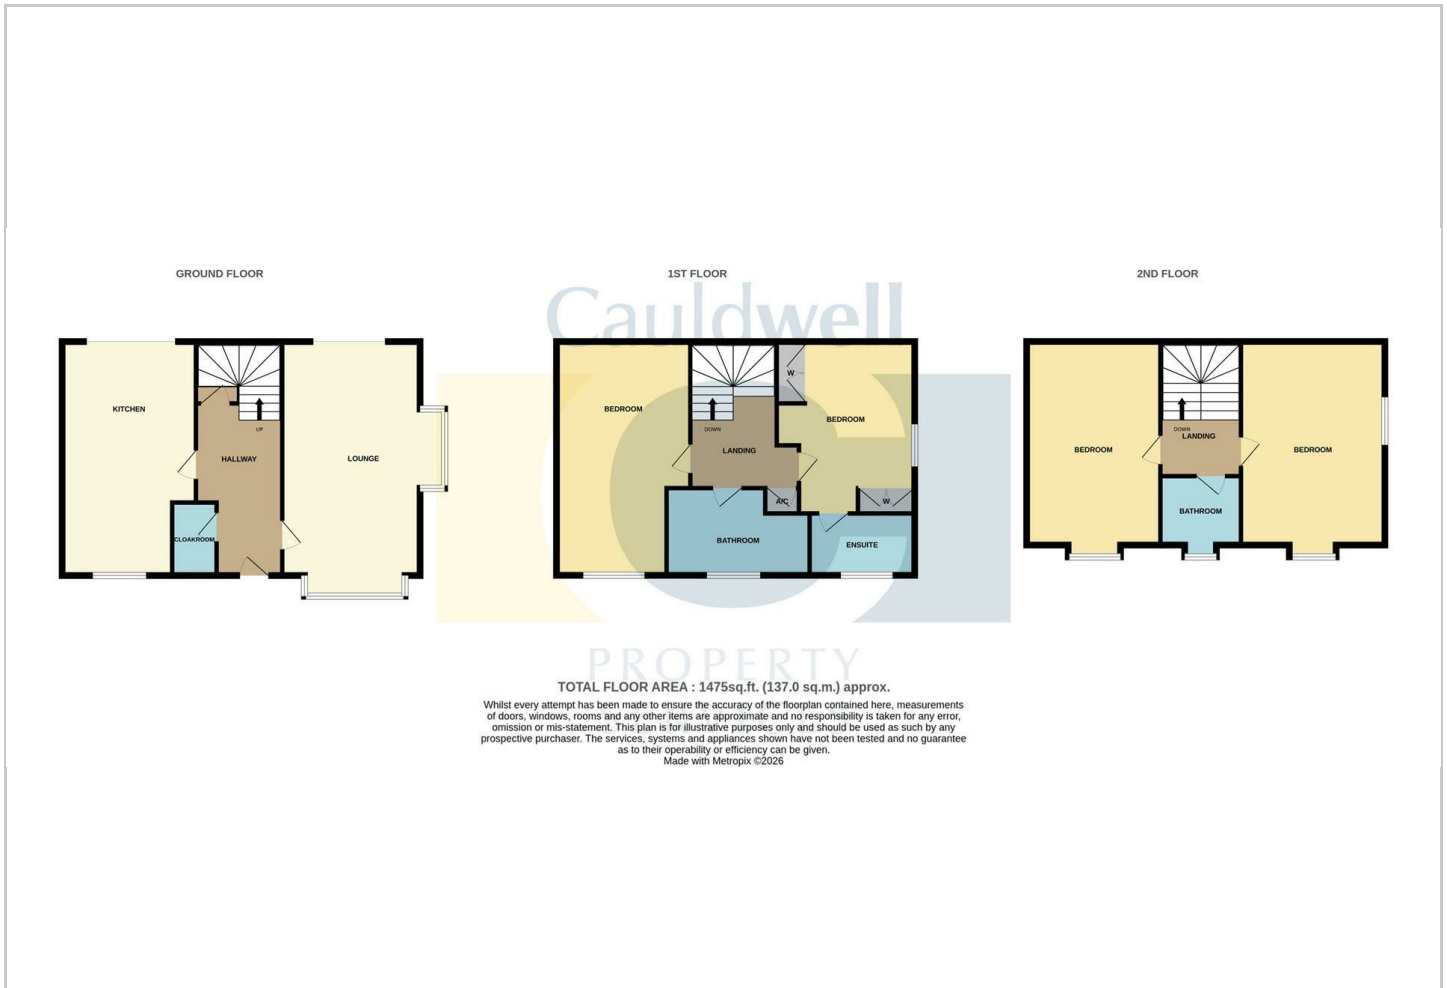 GROUND FLOOR
1ST FLOOR
2ND FLOOR
Cauldwell
KITCHEN
UP
HALLWAY
LOUNGE
CLOAKROOM
BEDROOM
DOWN
LANDING
W
BEDROOM
A/C
W
BATHROOM
ENSUITE
BEDROOM
DOWN
LANDING
BEDROOM
BATHROOM
PROPERTY
TOTAL FLOOR AREA : 1475sq.ft. (137.0 sq.m.) approx.
Whilst every attempt has been made to ensure the accuracy of the floorplan contained here, measurements
of doors, windows, rooms and any other items are approximate and no responsibility is taken for any error,
omission or mis-statement. This plan is for illustrative purposes only and should be used as such by any
prospective purchaser. The services, systems and appliances shown have not been tested and no guarantee
as to their operability or efficiency can be given.
Made with Metropix ©2026